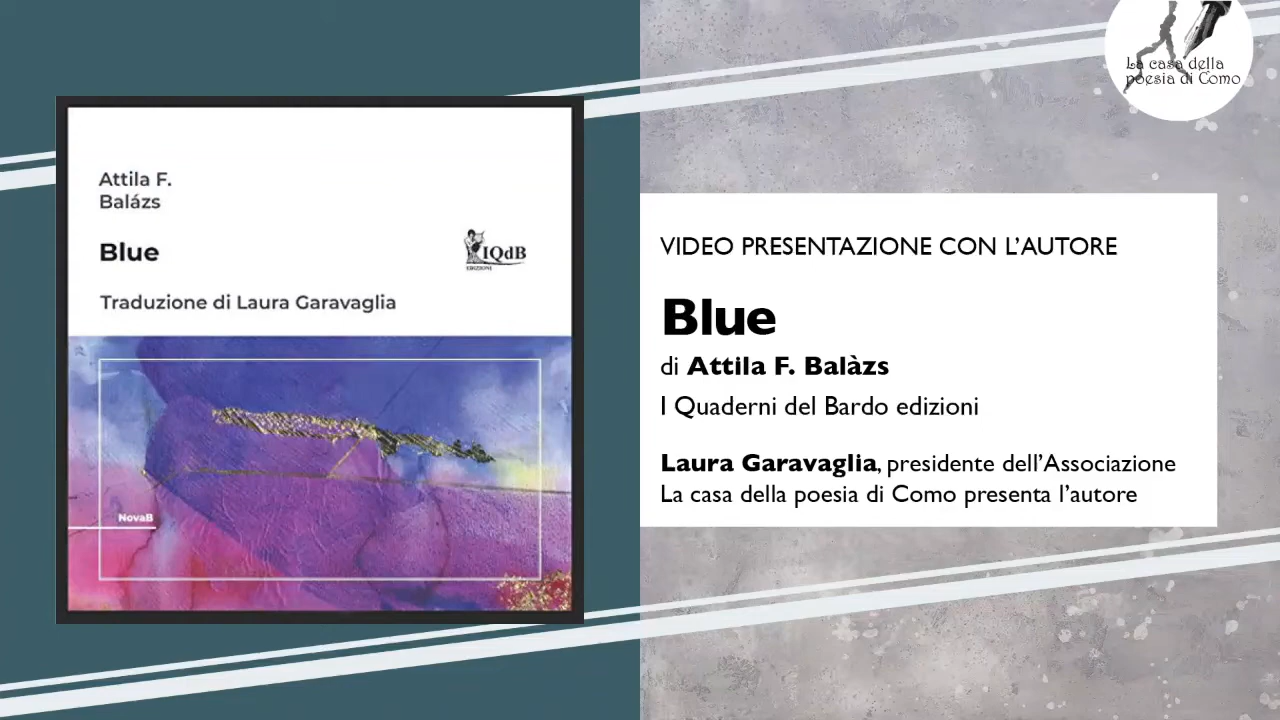 La casa della
poesia di Como
Attila F.
Balázs
Blue
IQdB
EDIZIONI
Traduzione di Laura Garavaglia
NovaB
VIDEO PRESENTAZIONE CON L’AUTORE
Blue
di Attila F. Balàzs
I Quaderni del Bardo edizioni
Laura Garavaglia, presidente dell’Associazione
La casa della poesia di Como presenta l’autore